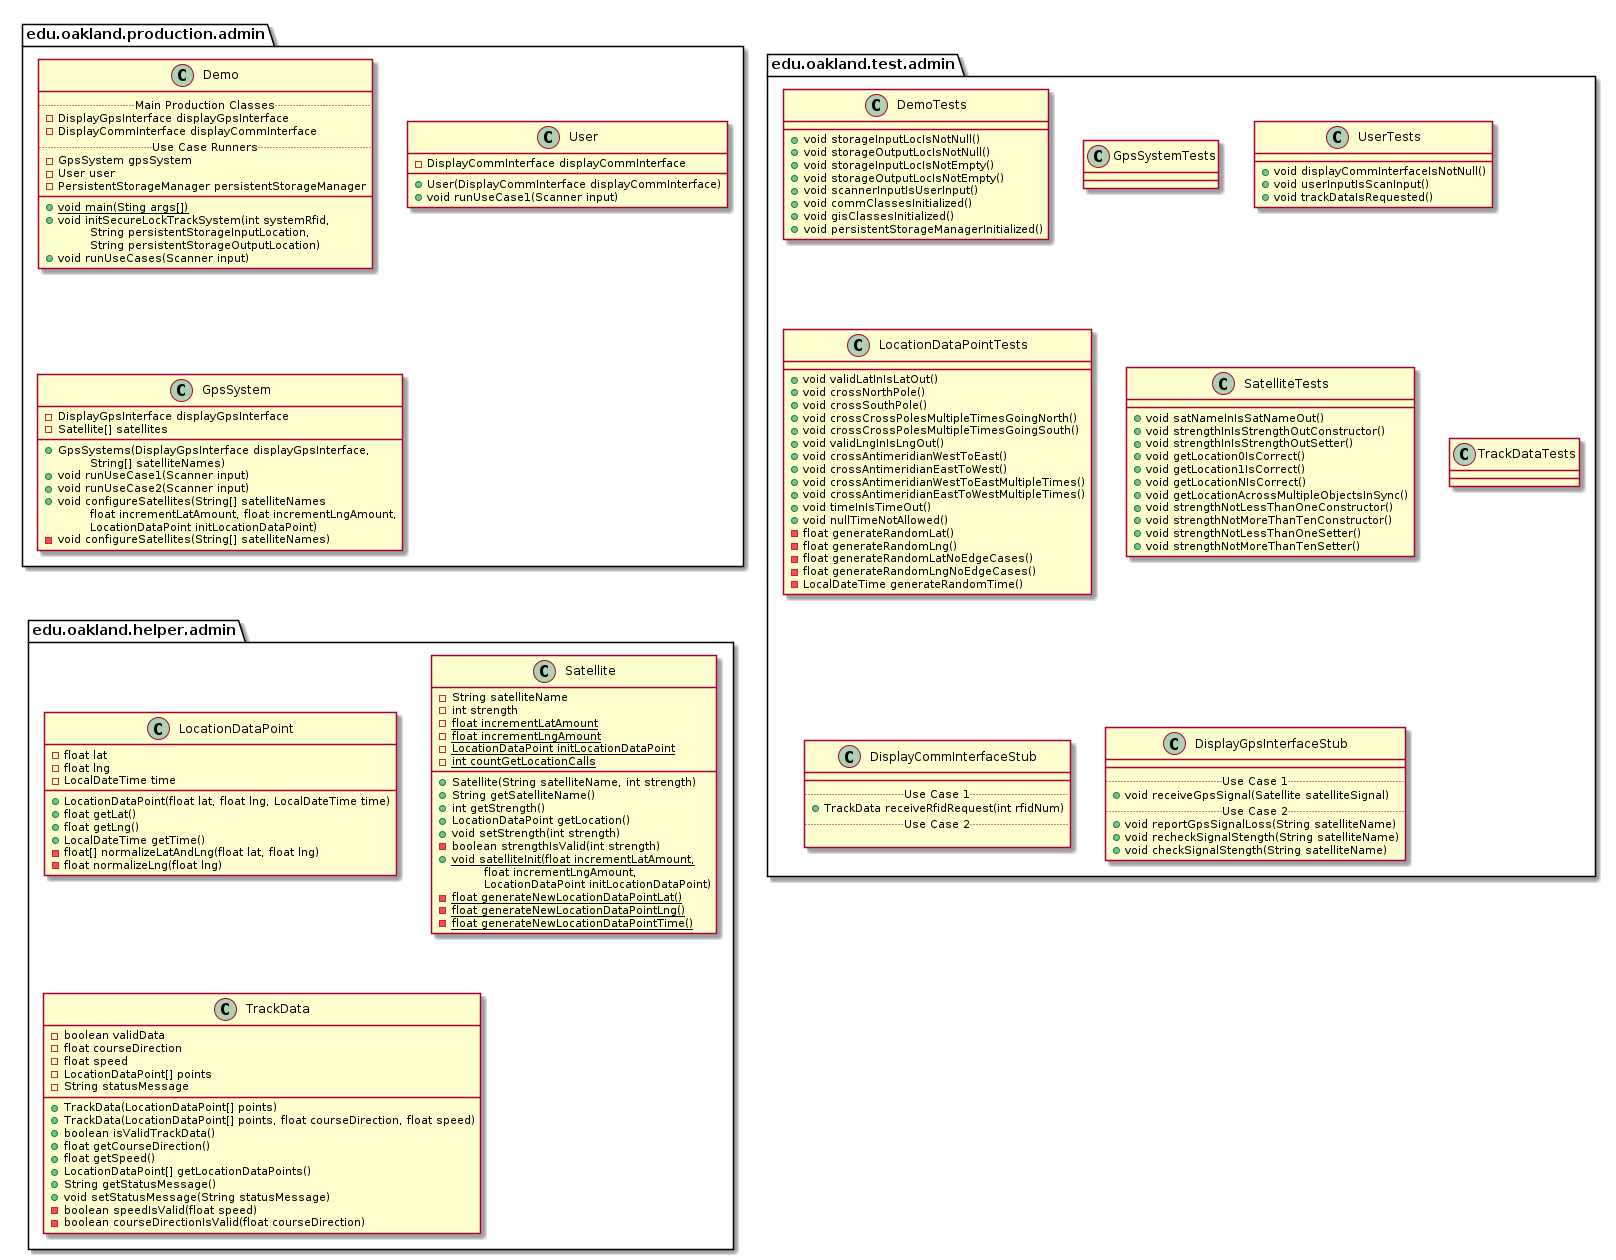 edu.oakland.production.admin
C Demo
Main Production Classes
DisplayGpsInterface displayGpsInterface
DisplayCommInterface displayCommInterface
Use Case Runners
GpsSystem gpsSystem
User user
PersistentStorageManager persistentStorageManager
void main(String args[])
void initSecureLockTrackSystem(int systemRfid,
String persistentStorageInputLocation,
String persistentStorageOutputLocation)
void runUseCases(Scanner input)
C User
DisplayCommInterface displayCommInterface
User(DisplayCommInterface displayCommInterface)
void runUseCase1(Scanner input)
C GpsSystem
DisplayGpsInterface displayGpsInterface
Satellite[] satellites
GpsSystems(DisplayGpsInterface displayGpsInterface,
String[] satelliteNames)
void runUseCase1(Scanner input)
void runUseCase2(Scanner input)
void configureSatellites(String[] satelliteNames
float incrementLatAmount, float incrementLngAmount,
LocationDataPoint initLocationDataPoint)
void configureSatellites(String[] satelliteNames)
edu.oakland.test.admin
C DemoTests
void storageInputLocIsNotNull()
void storageOutputLocIsNotNull()
void storageInputLocIsNotEmpty()
void storageOutputLocIsNotEmpty()
void scannerInputIsUserInput()
void commClassesInitialized()
void gisClassesInitialized()
void persistentStorageManagerInitialized()
C GpsSystemTests
C UserTests
void displayCommInterfaceIsNotNull()
void userInputIsScanInput()
void trackDataIsRequested()
C LocationDataPointTests
void validLatInIsLatOut()
void crossNorthPole()
void crossSouthPole()
void crossCrossPolesMultipleTimesGoingNorth()
void crossCrossPolesMultipleTimesGoingSouth()
void validLngInIsLngOut()
void crossAntimeridianWestToEast()
void crossAntimeridianEastToWest()
void crossAntimeridianWestToEastMultipleTimes()
void crossAntimeridianEastToWestMultipleTimes()
void timeInIsTimeOut()
void nullTimeNotAllowed()
float generateRandomLat()
float generateRandomLng()
float generateRandomLatNoEdgeCases()
float generateRandomLngNoEdgeCases()
LocalDateTime generateRandomTime()
C SatelliteTests
void satNameInIsSatNameOut()
void strengthInIsStrengthOutConstructor()
void strengthInIsStrengthOutSetter()
void getLocation0IsCorrect()
void getLocation1IsCorrect()
void getLocationNIsCorrect()
void getLocationAcrossMultipleObjectsInSync()
void strengthNotLessThanOneConstructor()
void strengthNotMoreThanTenConstructor()
void strengthNotLessThanOneSetter()
void strengthNotMoreThanTenSetter()
C TrackDataTests
C DisplayCommInterfaceStub
Use Case 1
TrackData receiveRfidRequest(int rfidNum)
Use Case 2
C DisplayGpsInterfaceStub
Use Case 1
void receiveGpsSignal(Satellite satelliteSignal)
Use Case 2
void reportGpsSignalLoss(String satelliteName)
void recheckSignalStength(String satelliteName)
void checkSignalStength(String satelliteName)
edu.oakland.helper.admin
C LocationDataPoint
float lat
float lng
LocalDateTime time
LocationDataPoint(float lat, float lng, LocalDateTime time)
float getLat()
float getLng()
LocalDateTime getTime()
float[] normalizeLatAndLng(float lat, float lng)
float normalizeLng(float lng)
C Satellite
String satelliteName
int strength
float incrementLatAmount
float incrementLngAmount
LocationDataPoint initLocationDataPoint
int countGetLocationCalls
Satellite(String satelliteName, int strength)
String getSatelliteName()
int getStrength()
LocationDataPoint getLocation()
void setStrength(int strength)
boolean strengthIsValid(int strength)
void satelliteInit(float incrementLatAmount,
float incrementLngAmount,
LocationDataPoint initLocationDataPoint)
float generateNewLocationDataPointLat()
float generateNewLocationDataPointLng()
float generateNewLocationDataPointTime()
C TrackData
boolean validData
float courseDirection
float speed
LocationDataPoint[] points
String statusMessage
TrackData(LocationDataPoint[] points)
TrackData(LocationDataPoint[] points, float courseDirection, float speed)
boolean isValidTrackData()
float getCourseDirection()
float getSpeed()
LocationDataPoint[] getLocationDataPoints()
String getStatusMessage()
void setStatusMessage(String statusMessage)
boolean speedIsValid(float speed)
boolean courseDirectionIsValid(float courseDirection)